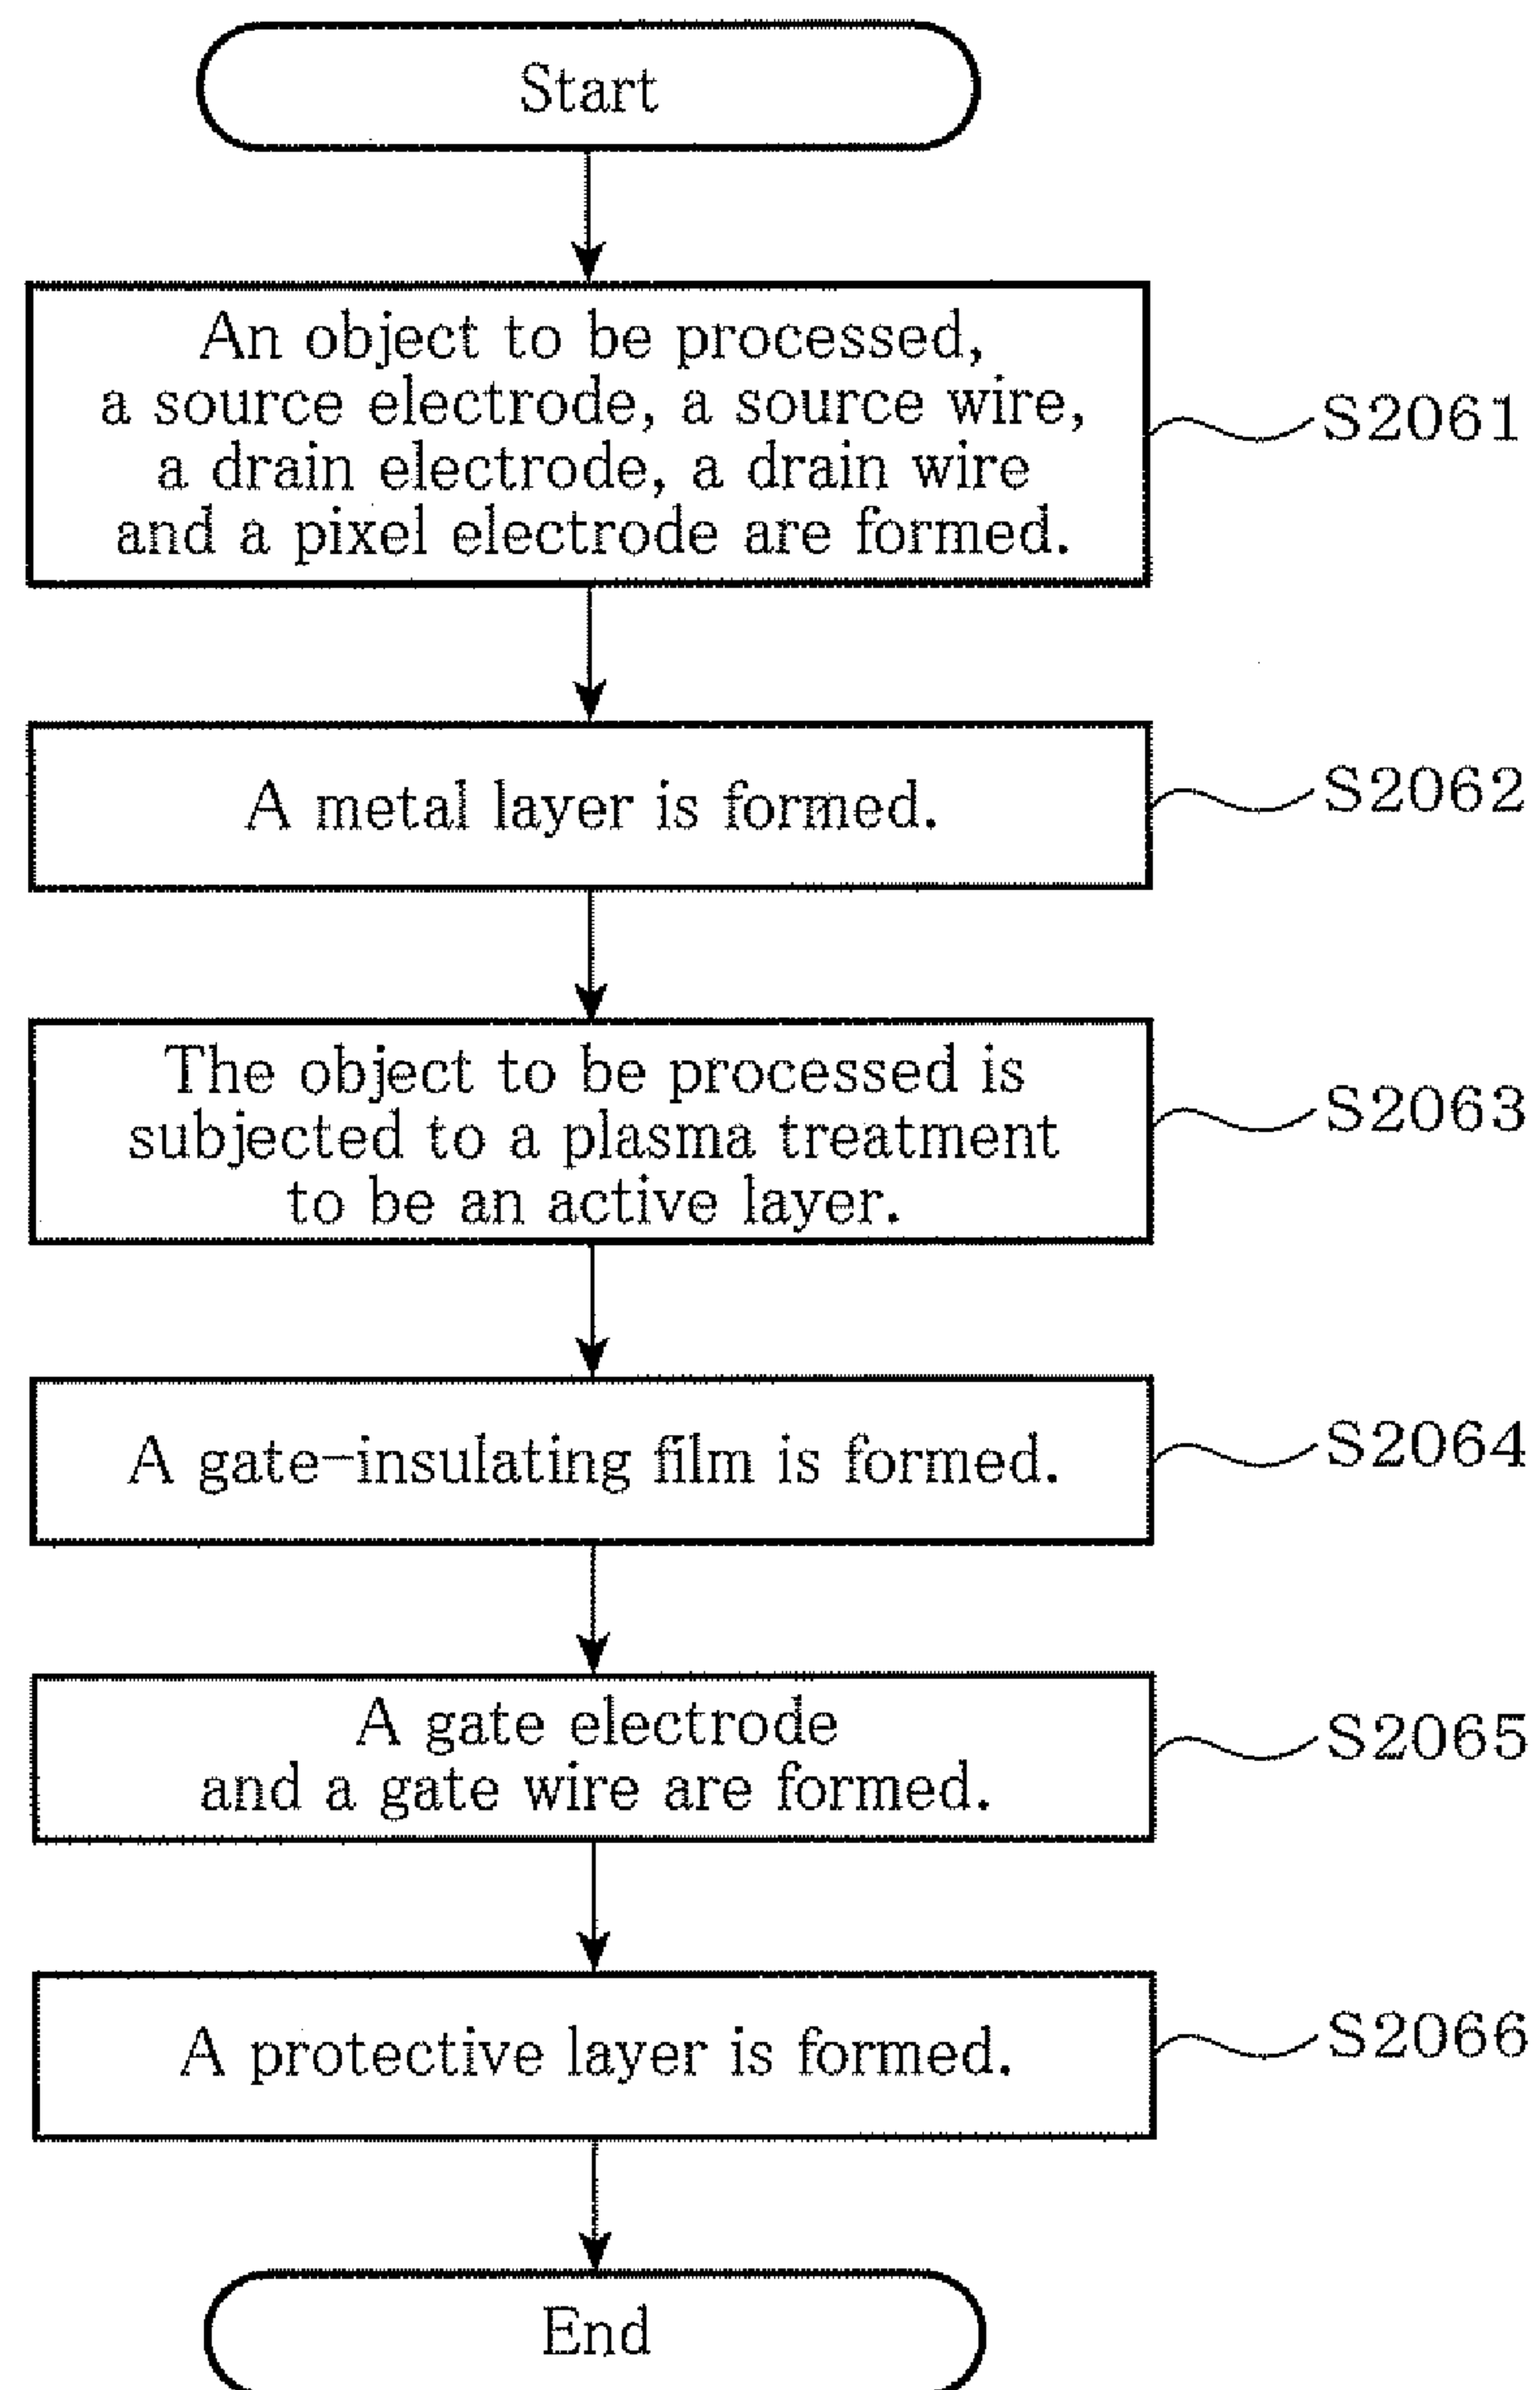 Start
An object to be processed,
a source electrode, a source wire,
a drain electrode, a drain wire
and a pixel electrode are formed.
S2061
A metal layer is formed.
S2062
The object to be processed is
subjected to a plasma treatment
to be an active layer.
S2063
A gate-insulating film is formed.
S2064
A gate electrode
and a gate wire are formed.
S2065
A protective layer is formed.
S2066
End